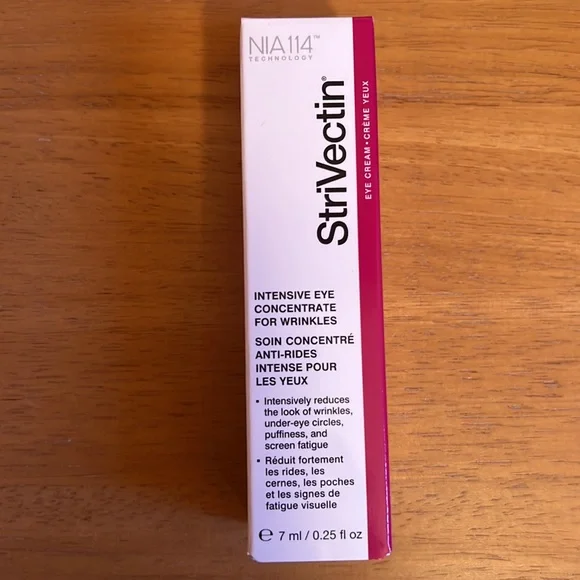 NIA114™
TECHNOLOGY
StriVectin®
EYE CREAM • CRÈME YEUX
INTENSIVE EYE
CONCENTRATE
FOR WRINKLES
SOIN CONCENTRÉ
ANTI-RIDES
INTENSE POUR
LES YEUX
• Intensively reduces
the look of wrinkles,
under-eye circles,
puffiness, and
screen fatigue
• Réduit fortement
les rides, les
cernes, les poches
et les signes de
fatigue visuelle
℮ 7 ml / 0.25 fl oz